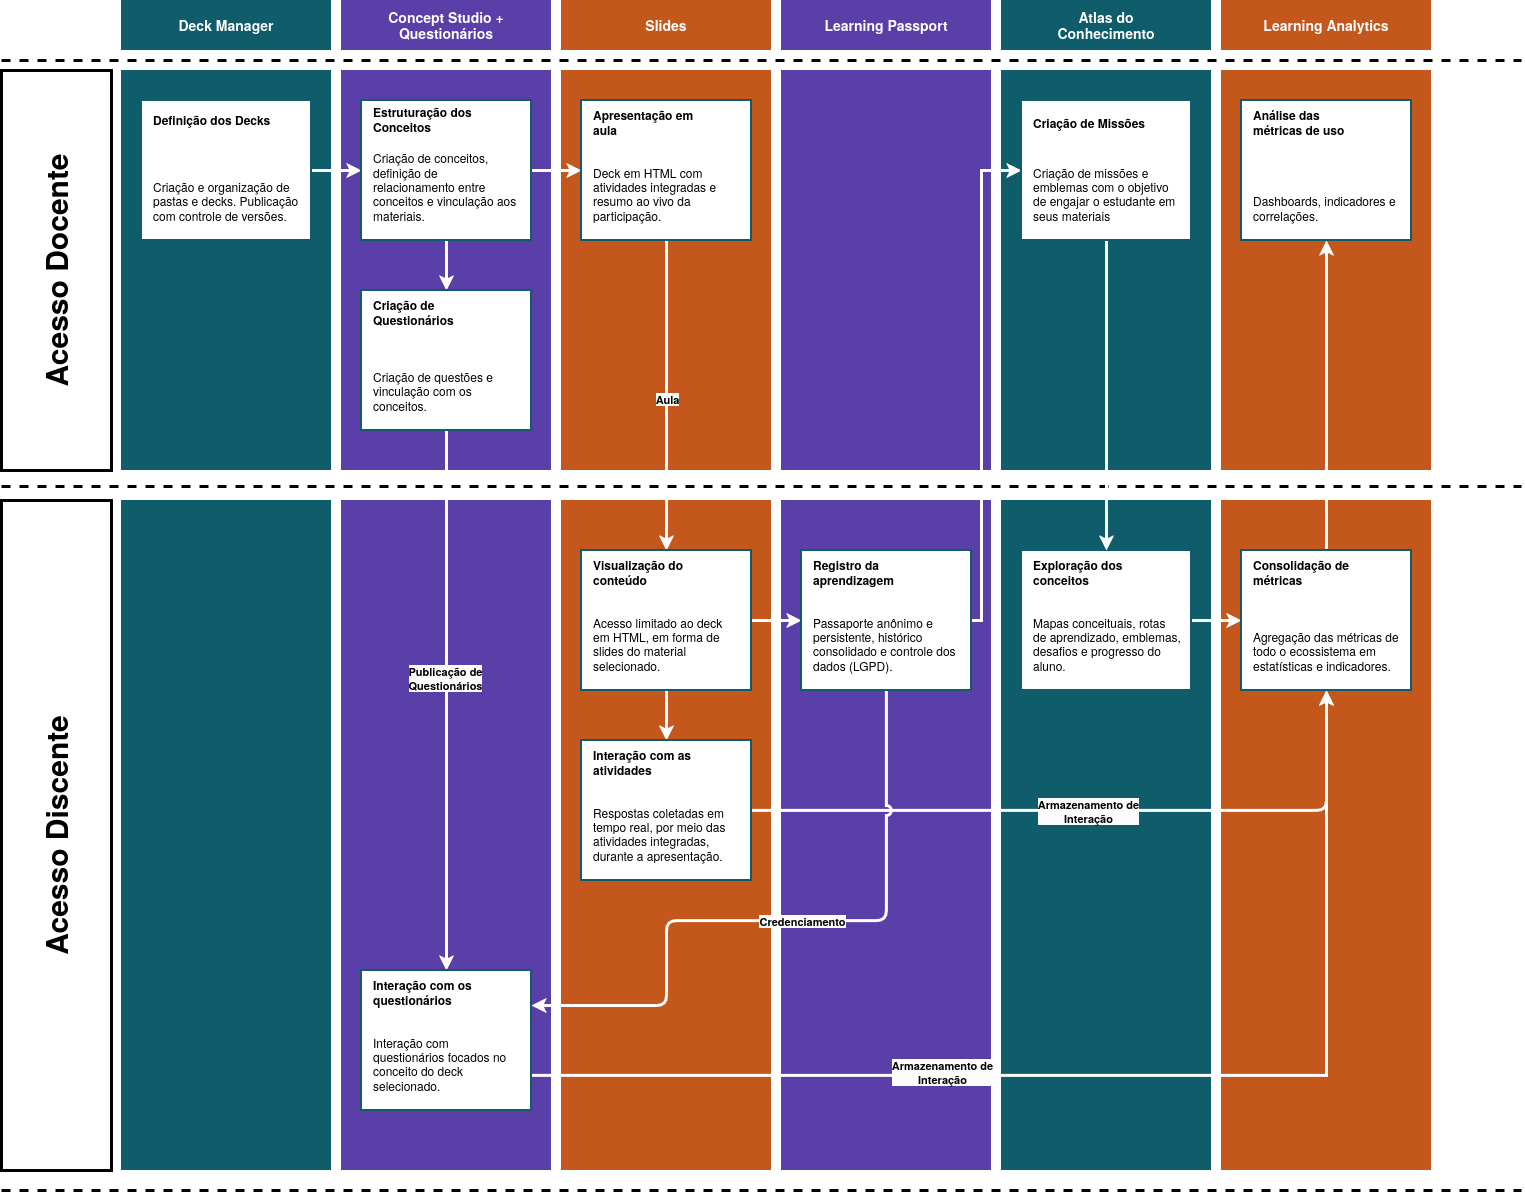 Deck Manager
Concept Studio +
Questionários
Slides
Learning Passport
Atlas do
Conhecimento
Learning Analytics
Acesso Docente
Definição dos Decks
Criação e organização de
pastas e decks. Publicação
com controle de versões.
Estruturação dos
Conceitos
Criação de conceitos,
definição de
relacionamento entre
conceitos e vinculação aos
materiais.
Apresentação em
aula
Deck em HTML com
atividades integradas e
resumo ao vivo da
participação.
Criação de Missões
Criação de missões e
emblemas com o objetivo
de engajar o estudante em
seus materiais
Análise das
métricas de uso
Dashboards, indicadores e
correlações.
Criação de
Questionários
Criação de questões e
vinculação com os
conceitos.
Aula
Acesso Discente
Visualização do
conteúdo
Acesso limitado ao deck
em HTML, em forma de
slides do material
selecionado.
Registro da
aprendizagem
Passaporte anônimo e
persistente, histórico
consolidado e controle dos
dados (LGPD).
Exploração dos
conceitos
Mapas conceituais, rotas
de aprendizado, emblemas,
desafios e progresso do
aluno.
Consolidação de
métricas
Agregação das métricas de
todo o ecossistema em
estatísticas e indicadores.
Publicação de
Questionários
Interação com as
atividades
Respostas coletadas em
tempo real, por meio das
atividades integradas,
durante a apresentação.
Armazenamento de
Interação
Credenciamento
Interação com os
questionários
Interação com
questionários focados no
conceito do deck
selecionado.
Armazenamento de
Interação